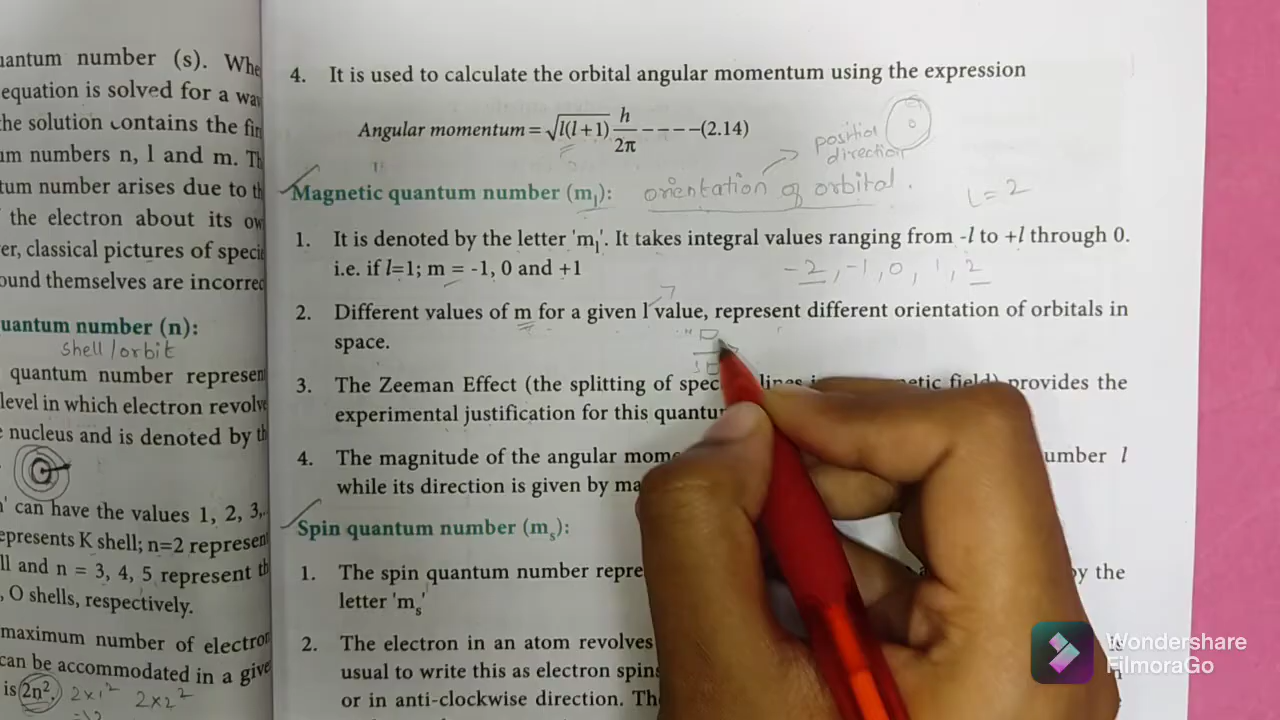 uantum number (s). Whe
equation is solved for a wav
the solution contains the fin
um numbers n, l and m. Th
tum number arises due to th
f the electron about its ow
er, classical pictures of speci
ound themselves are incorrec
uantum number (n):
shell/orbit
quantum number represen
level in which electron revolve
e nucleus and is denoted by th
n' can have the values 1, 2, 3,.
epresents K shell; n=2 represent
ll and n = 3, 4, 5 represent th
, O shells, respectively.
maximum number of electron
can be accommodated in a give
is 2n². 2×1² 2×2²
4. It is used to calculate the orbital angular momentum using the expression
Angular momentum = √l(l+1) h/2π - - - - -(2.14)
position
direction
Magnetic quantum number (mₗ): orientation of orbital.
L = 2
1. It is denoted by the letter 'mₗ'. It takes integral values ranging from -l to +l through 0.
i.e. if l=1; m = -1, 0 and +1
-2, -1, 0, 1, 2
2. Different values of m for a given l value, represent different orientation of orbitals in
space.
3. The Zeeman Effect (the splitting of spec lines field) provides the
experimental justification for this quantu
4. The magnitude of the angular mom umber l
while its direction is given by ma
Spin quantum number (mₛ):
1. The spin quantum number repre by the
letter 'mₛ'
2. The electron in an atom revolves
usual to write this as electron spins
or in anti-clockwise direction. The
Wondershare
FilmoraGo